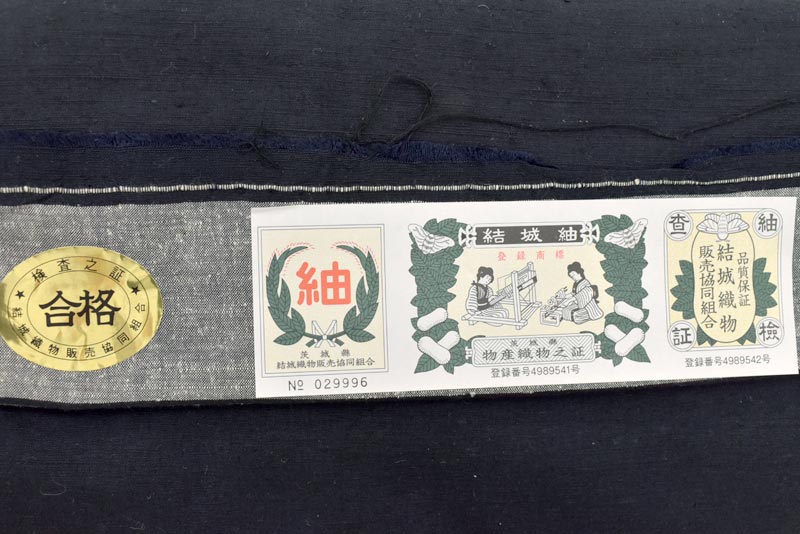 検査之証
合格
結城織物販売協同組合
紬
茨城縣
結城織物販売協同組合
№ 029996
結城紬
登録商標
茨城縣
物産織物之証
登録番号4989541号
査
紬
品質保証
結城織物
販売協同組合
証
検
登録番号4989542号